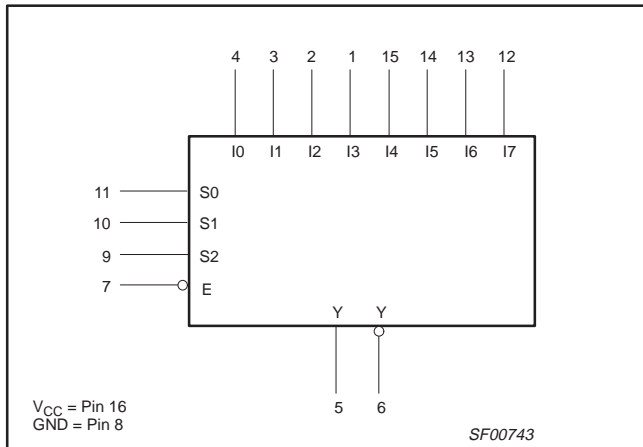 4 3 2 1 15 14 13 12
I0 I1 I2 I3 I4 I5 I6 I7
11 S0
10 S1
9 S2
7 E
Y Y
5 6
VCC = Pin 16
GND = Pin 8
SF00743